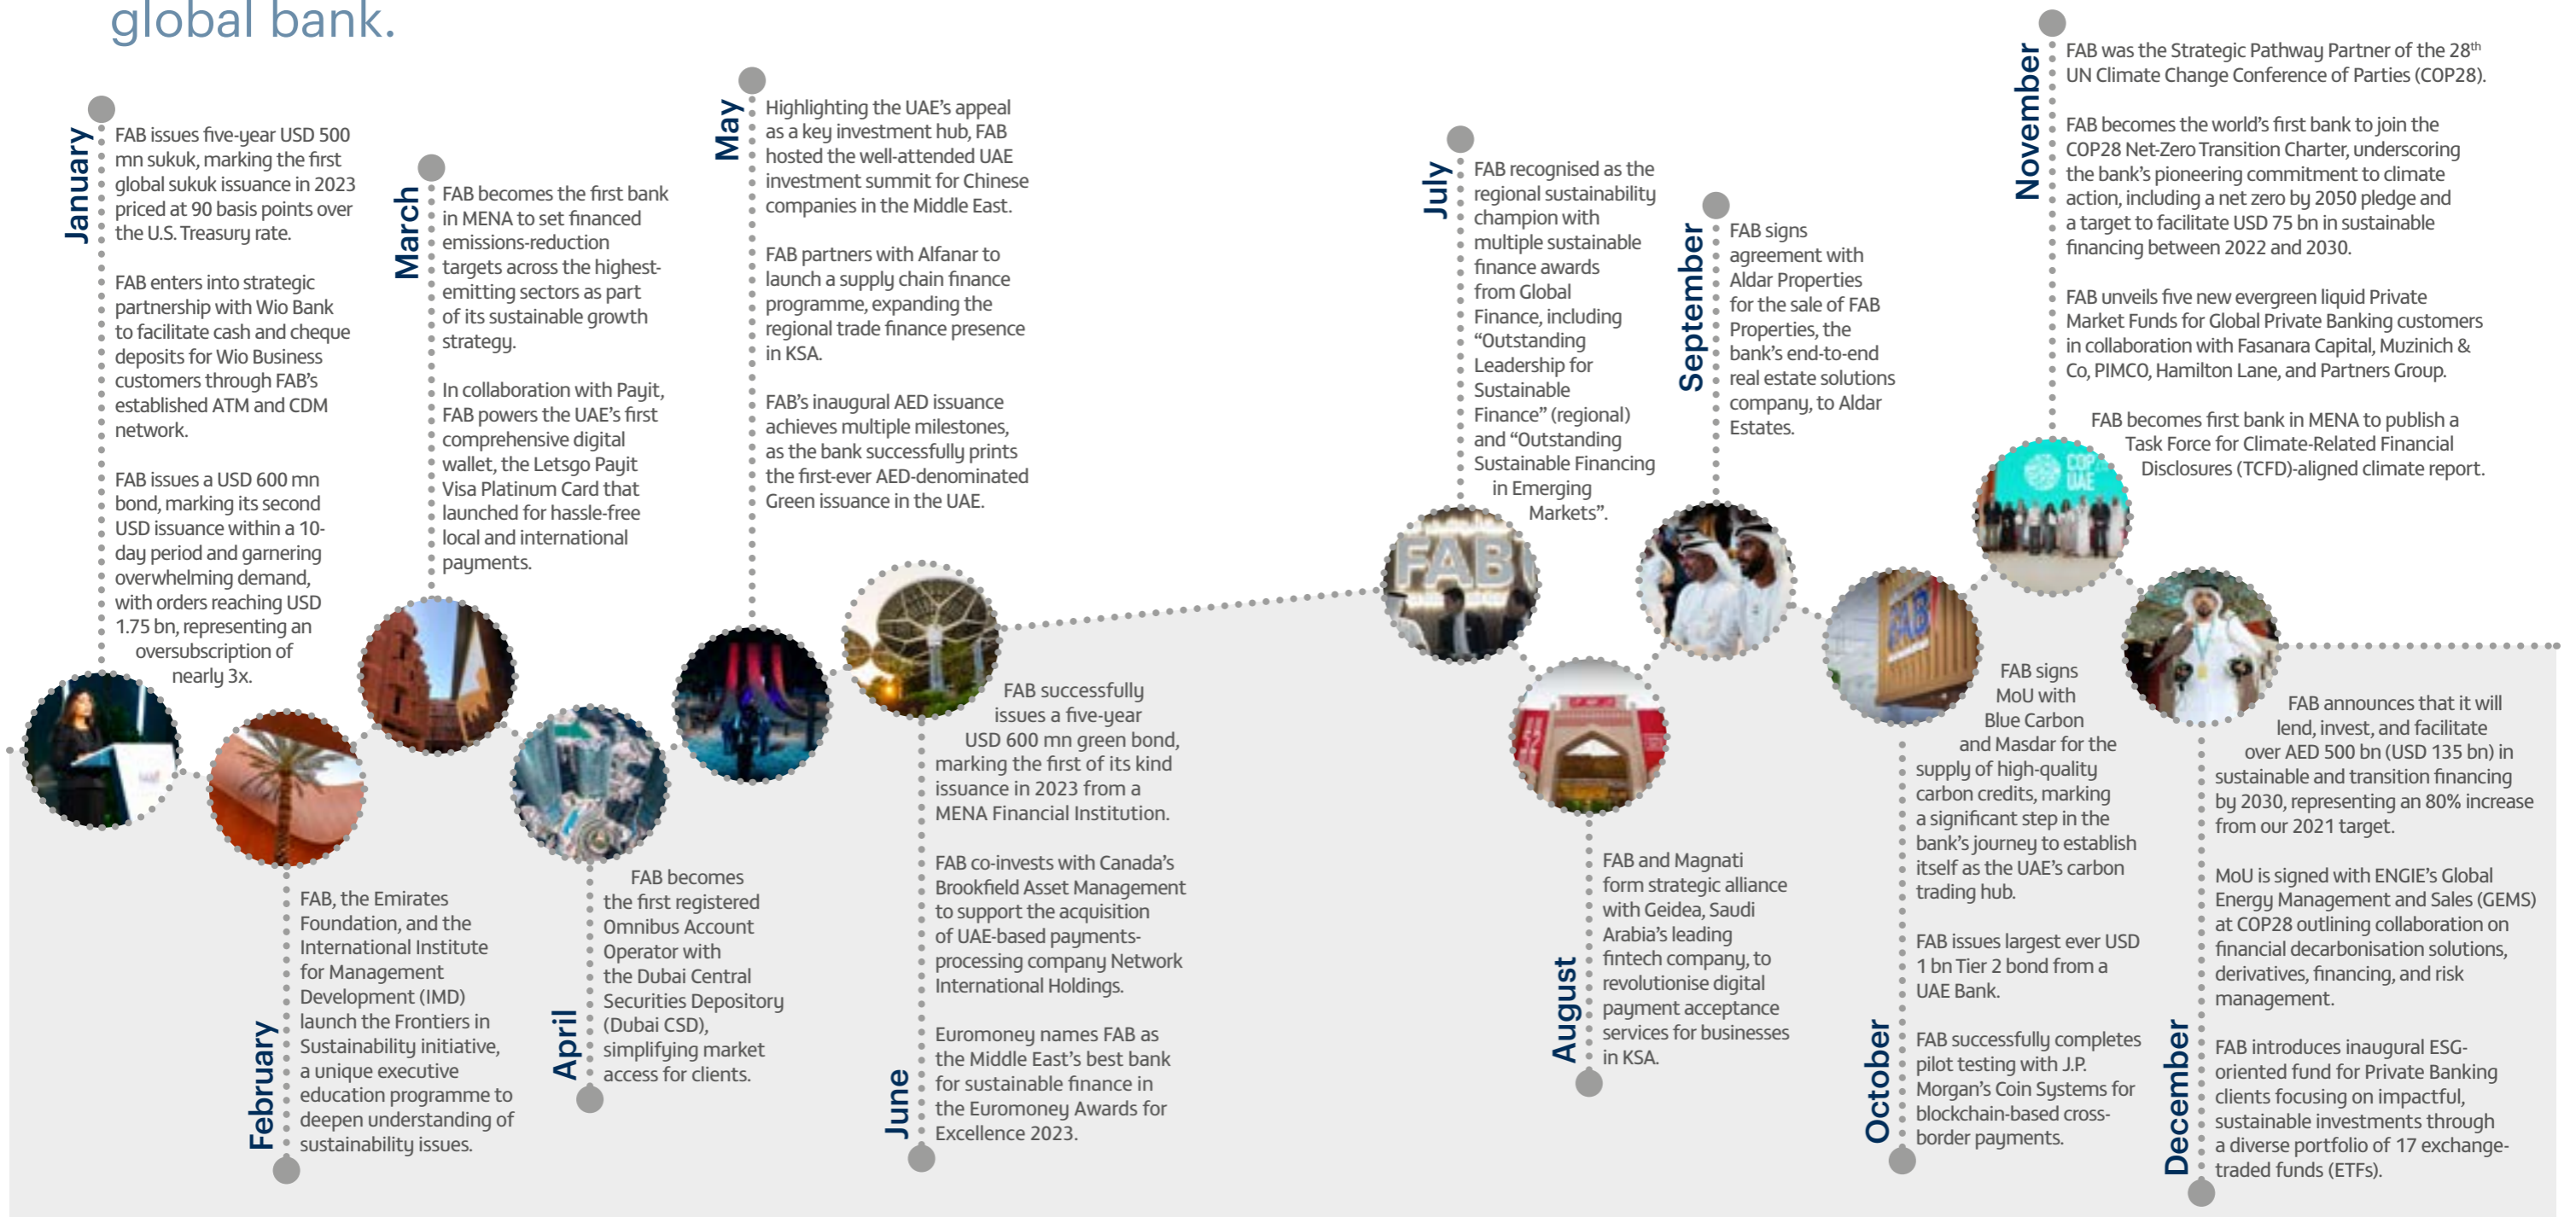 global bank.
January
FAB issues five-year USD 500
mn sukuk, marking the first
global sukuk issuance in 2023
priced at 90 basis points over
the U.S. Treasury rate.
FAB enters into strategic
partnership with Wio Bank
to facilitate cash and cheque
deposits for Wio Business
customers through FAB's
established ATM and CDM
network.
FAB issues a USD 600 mn
bond, marking its second
USD issuance within a 10-
day period and garnering
overwhelming demand,
with orders reaching USD
1.75 bn, representing an
oversubscription of
nearly 3x.
February
FAB, the Emirates
Foundation, and the
International Institute
for Management
Development (IMD)
launch the Frontiers in
Sustainability initiative,
a unique executive
education programme to
deepen understanding of
sustainability issues.
March
FAB becomes the first bank
in MENA to set financed
emissions-reduction
targets across the highest-
emitting sectors as part
of its sustainable growth
strategy.
In collaboration with Payit,
FAB powers the UAE's first
comprehensive digital
wallet, the Letsgo Payit
Visa Platinum Card that
launched for hassle-free
local and international
payments.
April
FAB becomes
the first registered
Omnibus Account
Operator with
the Dubai Central
Securities Depository
(Dubai CSD),
simplifying market
access for clients.
May
Highlighting the UAE's appeal
as a key investment hub, FAB
hosted the well-attended UAE
investment summit for Chinese
companies in the Middle East.
FAB partners with Alfanar to
launch a supply chain finance
programme, expanding the
regional trade finance presence
in KSA.
FAB's inaugural AED issuance
achieves multiple milestones,
as the bank successfully prints
the first-ever AED-denominated
Green issuance in the UAE.
June
FAB successfully
issues a five-year
USD 600 mn green bond,
marking the first of its kind
issuance in 2023 from a
MENA Financial Institution.
FAB co-invests with Canada's
Brookfield Asset Management
to support the acquisition
of UAE-based payments-
processing company Network
International Holdings.
Euromoney names FAB as
the Middle East's best bank
for sustainable finance in
the Euromoney Awards for
Excellence 2023.
July
FAB recognised as the
regional sustainability
champion with
multiple sustainable
finance awards
from Global
Finance, including
"Outstanding
Leadership for
Sustainable
Finance" (regional)
and "Outstanding
Sustainable Financing
in Emerging
Markets".
FAB
August
FAB and Magnati
form strategic alliance
with Geidea, Saudi
Arabia's leading
fintech company, to
revolutionise digital
payment acceptance
services for businesses
in KSA.
September
FAB signs
agreement with
Aldar Properties
for the sale of FAB
Properties, the
bank's end-to-end
real estate solutions
company, to Aldar
Estates.
October
FAB
FAB signs
MoU with
Blue Carbon
and Masdar for the
supply of high-quality
carbon credits, marking
a significant step in the
bank's journey to establish
itself as the UAE's carbon
trading hub.
FAB issues largest ever USD
1 bn Tier 2 bond from a
UAE Bank.
FAB successfully completes
pilot testing with J.P.
Morgan's Coin Systems for
blockchain-based cross-
border payments.
November
FAB was the Strategic Pathway Partner of the 28th
UN Climate Change Conference of Parties (COP28).
FAB becomes the world's first bank to join the
COP28 Net-Zero Transition Charter, underscoring
the bank's pioneering commitment to climate
action, including a net zero by 2050 pledge and
a target to facilitate USD 75 bn in sustainable
financing between 2022 and 2030.
FAB unveils five new evergreen liquid Private
Market Funds for Global Private Banking customers
in collaboration with Fasanara Capital, Muzinich &
Co, PIMCO, Hamilton Lane, and Partners Group.
FAB becomes first bank in MENA to publish a
Task Force for Climate-Related Financial
Disclosures (TCFD)-aligned climate report.
COP
UAE
December
FAB announces that it will
lend, invest, and facilitate
over AED 500 bn (USD 135 bn) in
sustainable and transition financing
by 2030, representing an 80% increase
from our 2021 target.
MoU is signed with ENGIE's Global
Energy Management and Sales (GEMS)
at COP28 outlining collaboration on
financial decarbonisation solutions,
derivatives, financing, and risk
management.
FAB introduces inaugural ESG-
oriented fund for Private Banking
clients focusing on impactful,
sustainable investments through
a diverse portfolio of 17 exchange-
traded funds (ETFs).